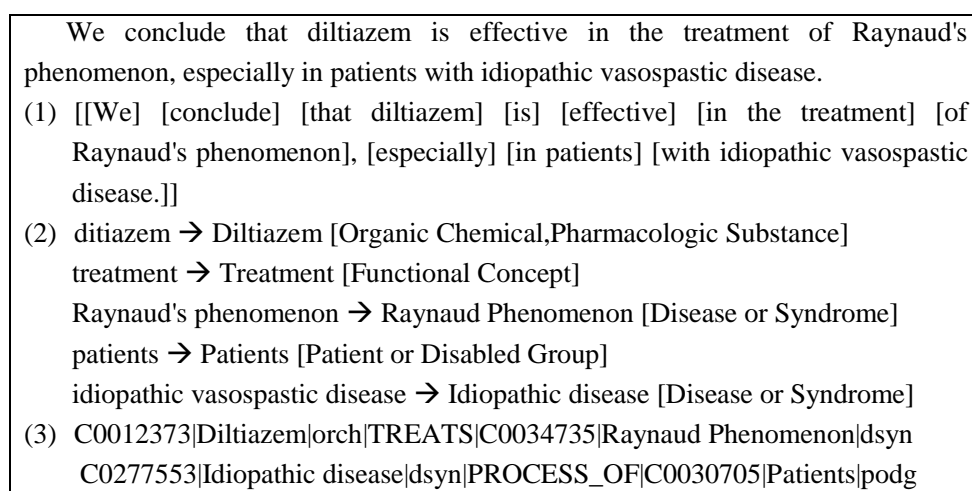 We conclude that diltiazem is effective in the treatment of Raynaud's
phenomenon, especially in patients with idiopathic vasospastic disease.
(1) [[We] [conclude] [that diltiazem] [is] [effective] [in the treatment] [of
Raynaud's phenomenon], [especially] [in patients] [with idiopathic vasospastic
disease.]]
(2) ditiazem → Diltiazem [Organic Chemical,Pharmacologic Substance]
treatment → Treatment [Functional Concept]
Raynaud's phenomenon → Raynaud Phenomenon [Disease or Syndrome]
patients → Patients [Patient or Disabled Group]
idiopathic vasospastic disease → Idiopathic disease [Disease or Syndrome]
(3) C0012373|Diltiazem|orch|TREATS|C0034735|Raynaud Phenomenon|dsyn
C0277553|Idiopathic disease|dsyn|PROCESS_OF|C0030705|Patients|podg